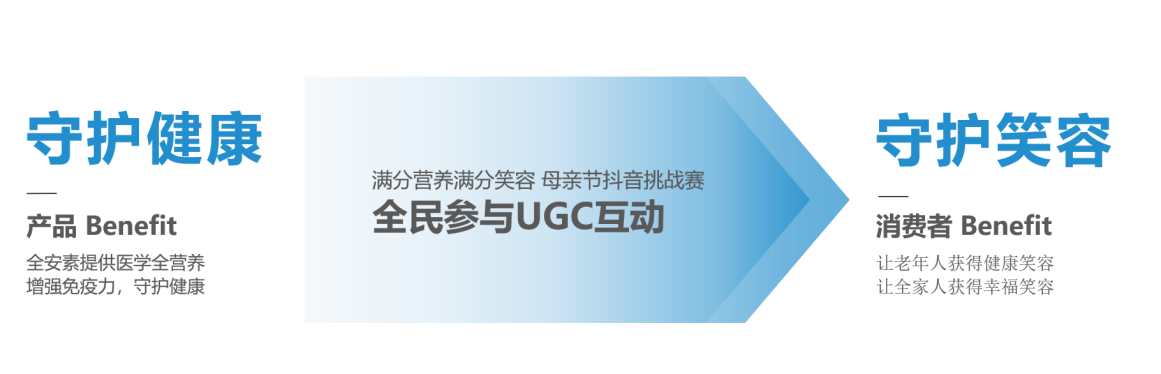 守护健康
产品 Benefit
全安素提供医学全营养
增强免疫力，守护健康
满分营养满分笑容 母亲节抖音挑战赛
全民参与UGC互动
守护笑容
消费者 Benefit
让老年人获得健康笑容
让全家人获得幸福笑容